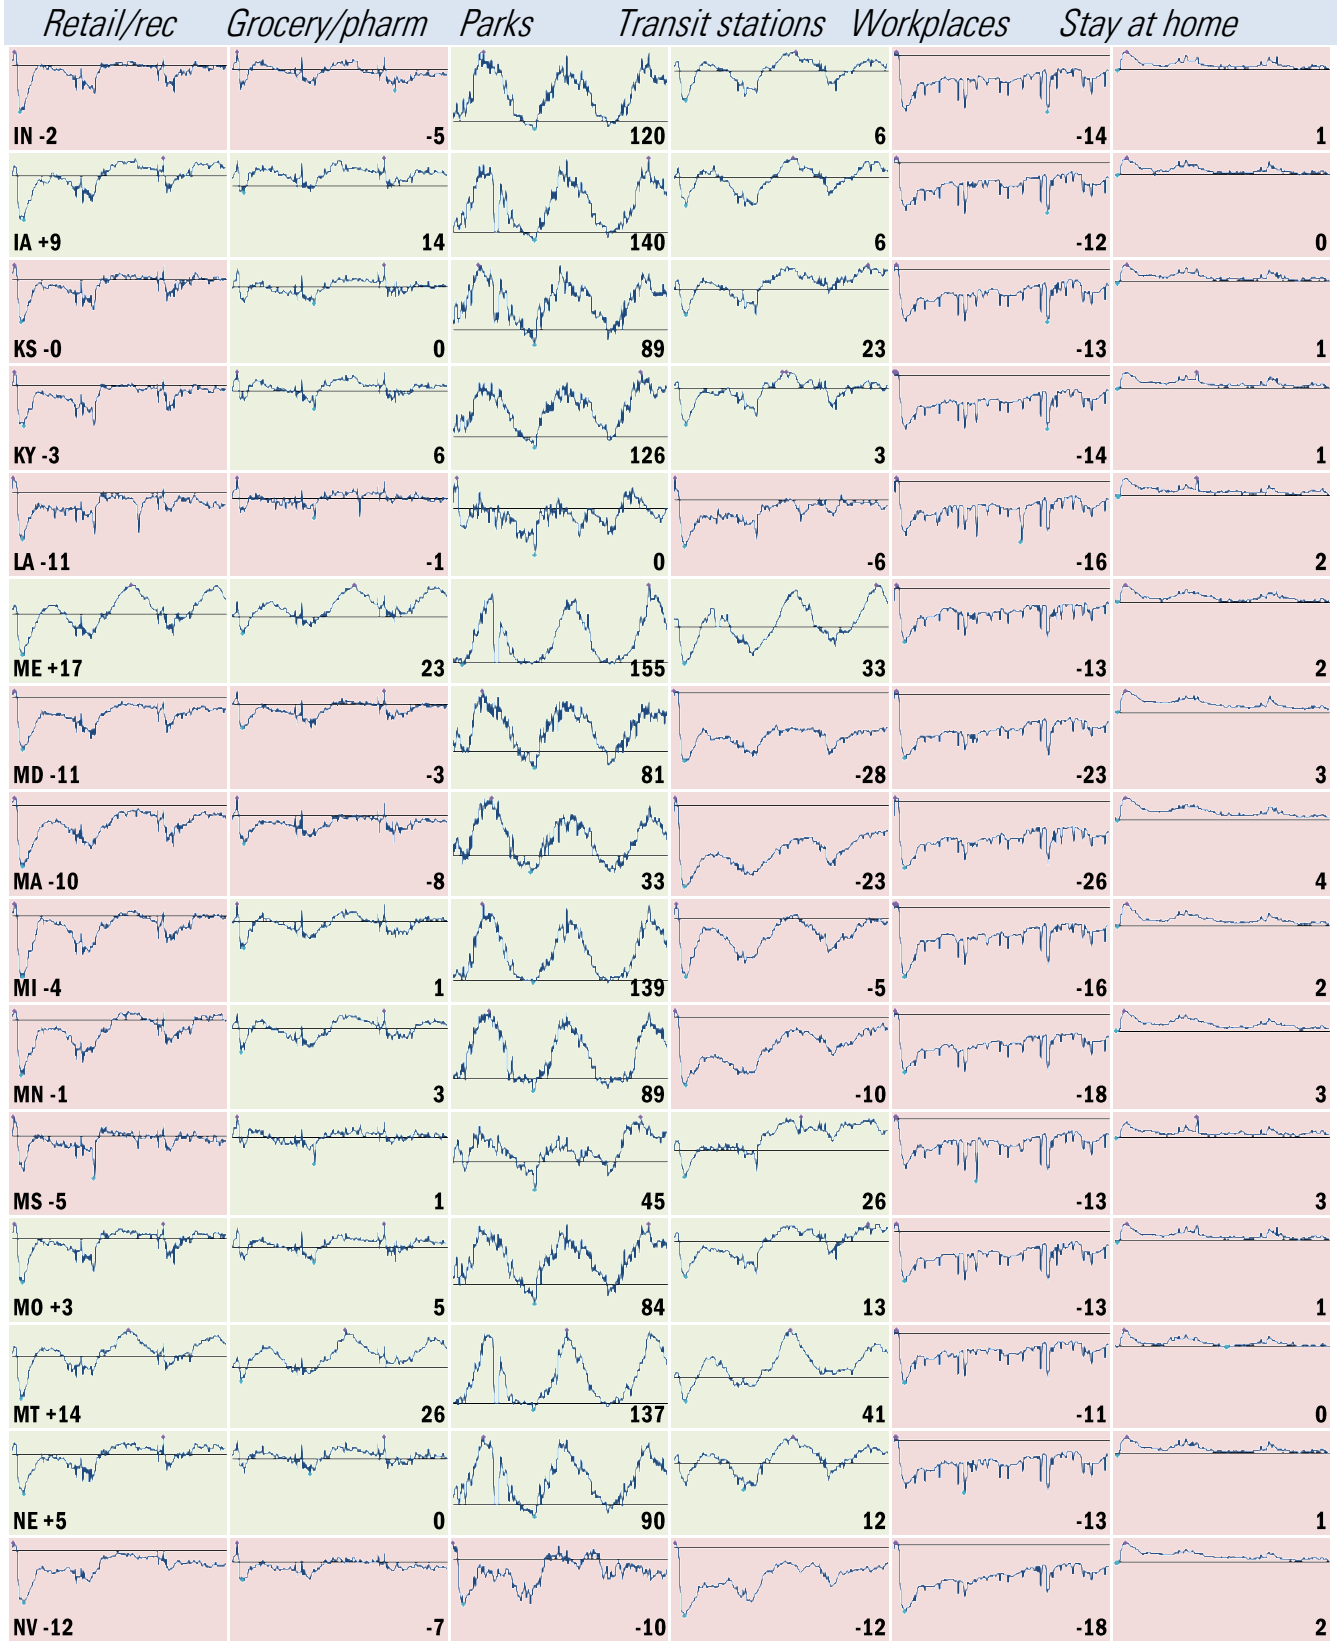 Retail/rec Grocery/pharm Parks Transit stations Workplaces Stay at home
IN -2 -5 120 6 -14 1
IA +9 14 140 6 -12 0
KS -0 0 89 23 -13 1
KY -3 6 126 3 -14 1
LA -11 -1 0 -6 -16 2
ME +17 23 155 33 -13 2
MD -11 -3 81 -28 -23 3
MA -10 -8 33 -23 -26 4
MI -4 1 139 -5 -16 2
MN -1 3 89 -10 -18 3
MS -5 1 45 26 -13 3
MO +3 5 84 13 -13 1
MT +14 26 137 41 -11 0
NE +5 0 90 12 -13 1
NV -12 -7 -10 -12 -18 2